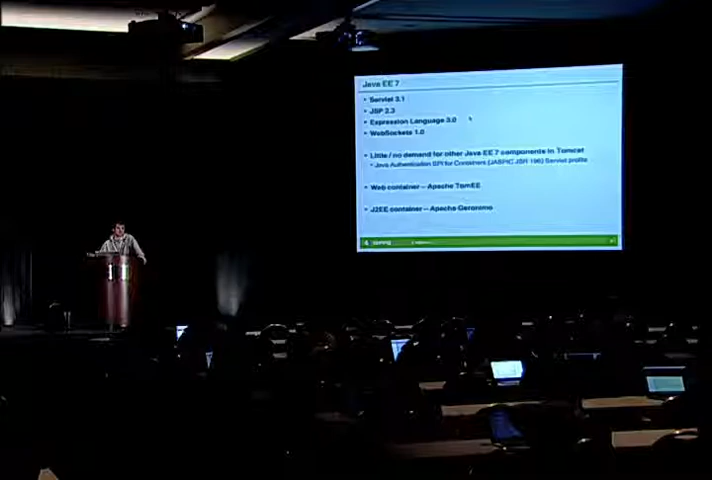 Java EE 7
• Servlet 3.1
• JSP 2.3
• Expression Language 3.0
• WebSockets 1.0
• Little / no demand for other Java EE 7 components in Tomcat
• Java Authentication SPI for Containers (JASPIC JSR 196) Servlet profile
• Web container – Apache TomEE
• J2EE container – Apache Geronimo